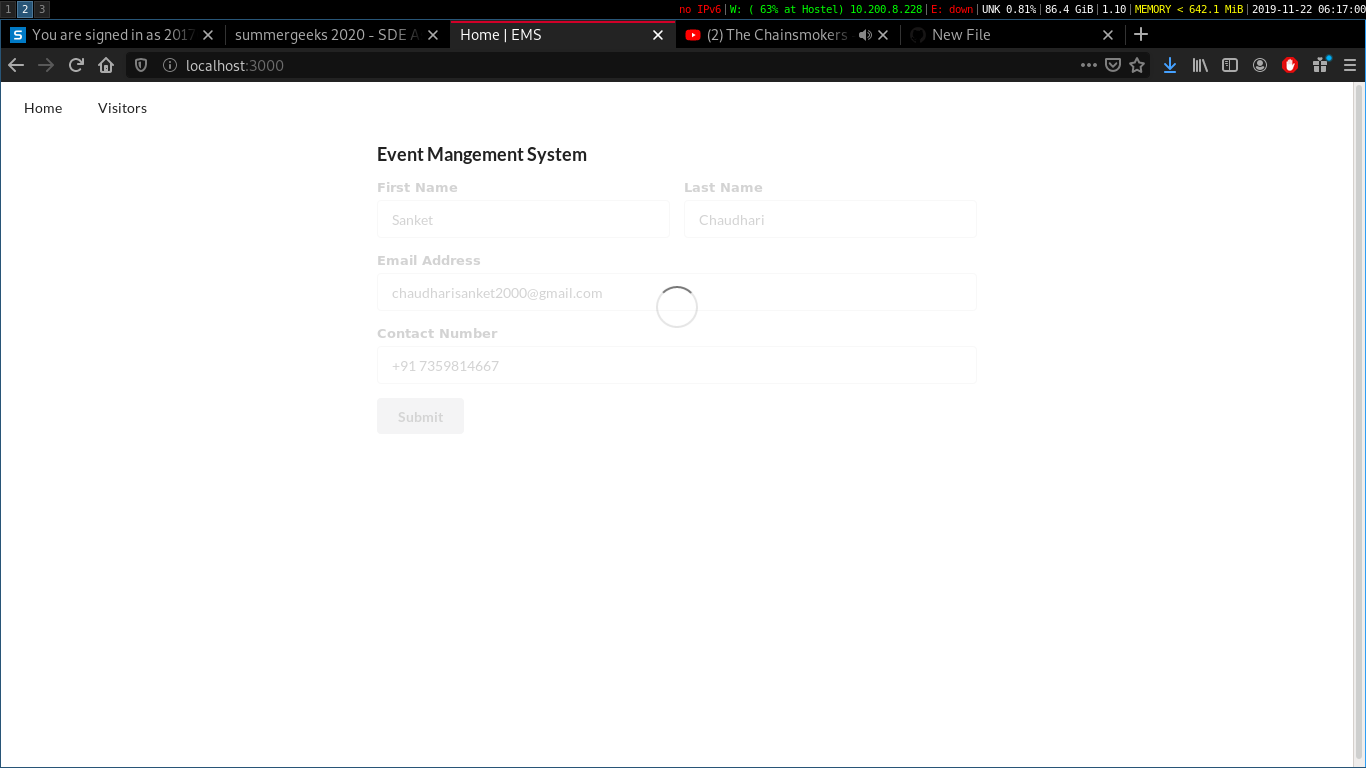 1 2 3 no IPv6|W: ( 63% at Hostel) 10.200.8.228|E: down|UNK 0.81%|86.4 GiB|1.10|MEMORY < 642.1 MiB|2019-11-22 06:17:00
You are signed in as 2017 summergeeks 2020 - SDE A Home | EMS (2) The Chainsmokers New File
localhost:3000
Home Visitors
Event Mangement System
First Name Last Name
Sanket Chaudhari
Email Address
chaudharisanket2000@gmail.com
Contact Number
+91 7359814667
Submit